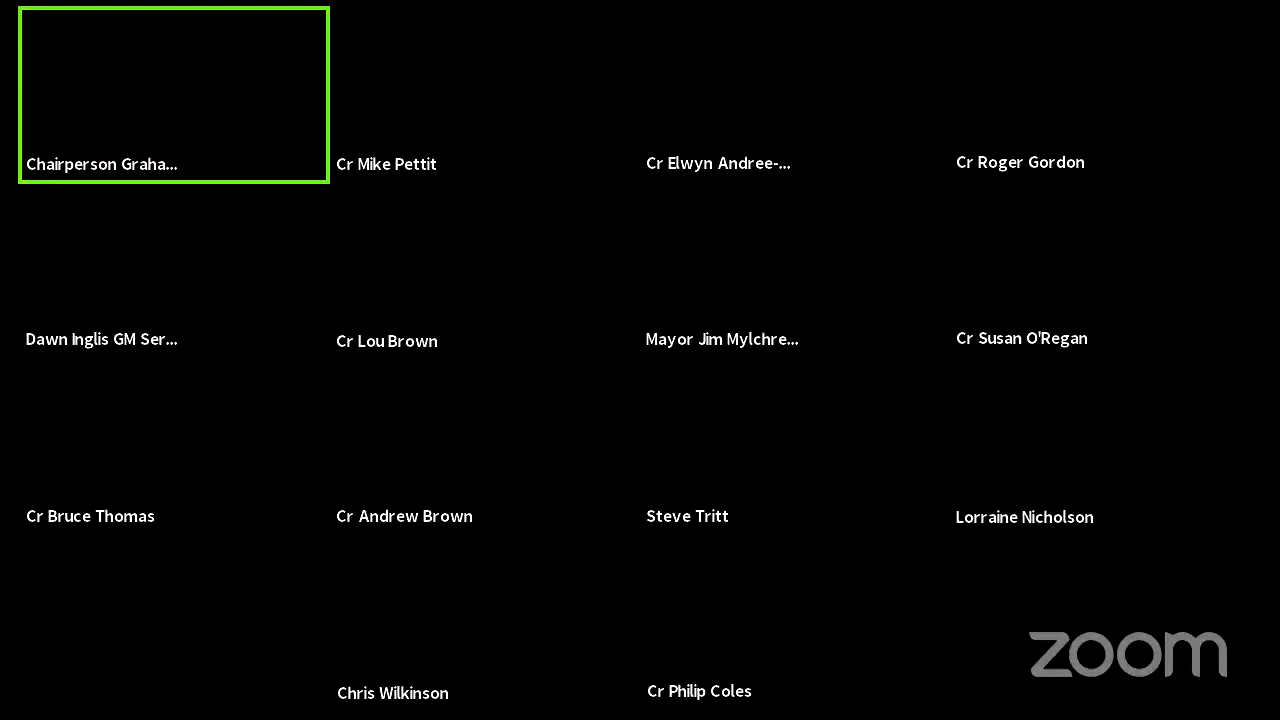 Chairperson Graha...
Cr Mike Pettit
Cr Elwyn Andree-...
Cr Roger Gordon
Dawn Inglis GM Ser...
Cr Lou Brown
Mayor Jim Mylchre...
Cr Susan O'Regan
Cr Bruce Thomas
Cr Andrew Brown
Steve Tritt
Lorraine Nicholson
Chris Wilkinson
Cr Philip Coles
zoom